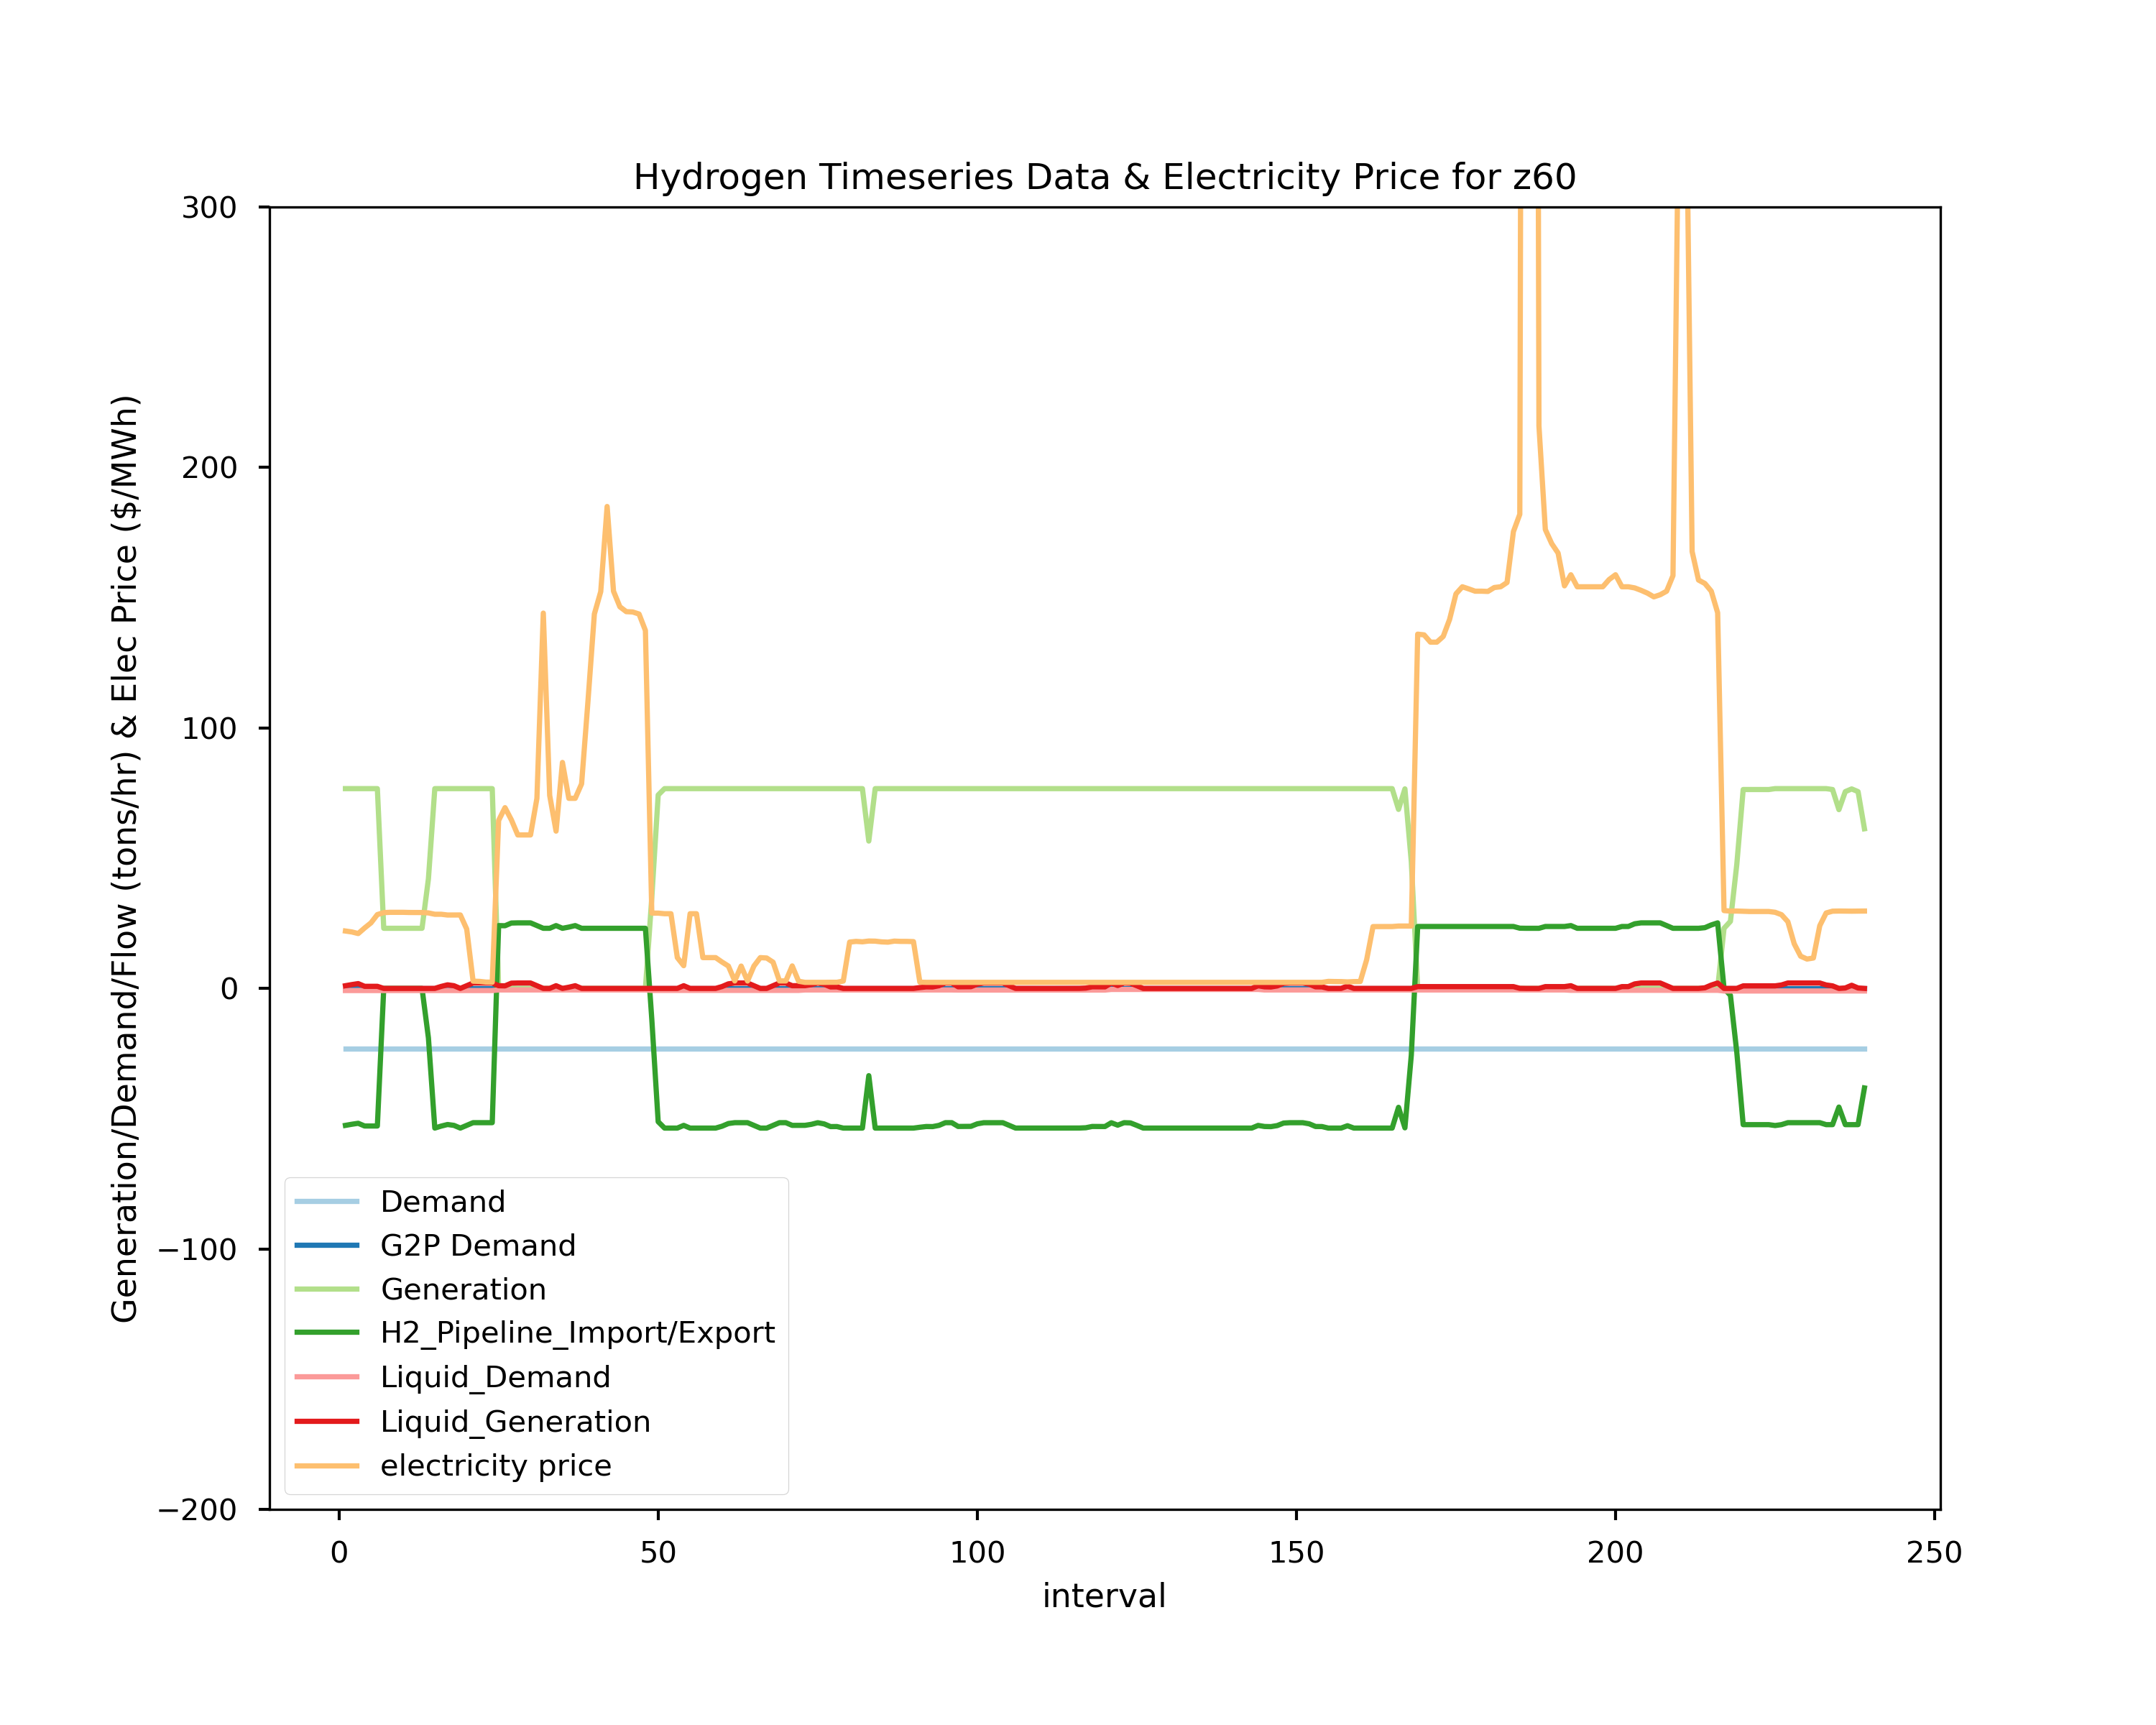 Hydrogen Timeseries Data & Electricity Price for z60
300
200
100
0
−100
−200
Generation/Demand/Flow (tons/hr) & Elec Price ($/MWh)
Demand
G2P Demand
Generation
H2_Pipeline_Import/Export
Liquid_Demand
Liquid_Generation
electricity price
0 50 100 150 200 250
interval